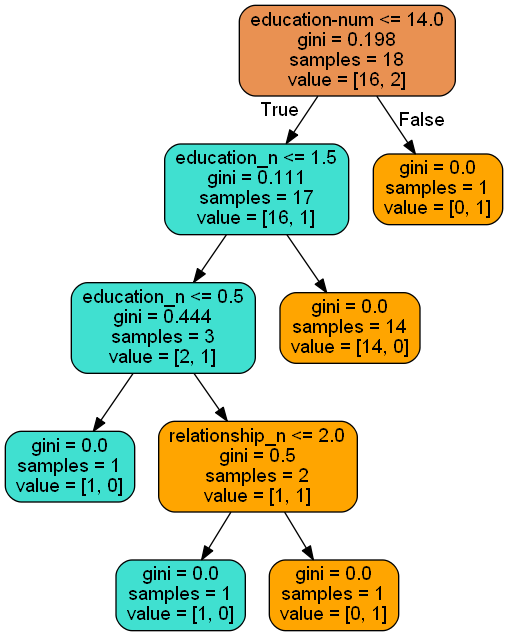 education-num <= 14.0
gini = 0.198
samples = 18
value = [16, 2]
True
False
education_n <= 1.5
gini = 0.111
samples = 17
value = [16, 1]
gini = 0.0
samples = 1
value = [0, 1]
education_n <= 0.5
gini = 0.444
samples = 3
value = [2, 1]
gini = 0.0
samples = 14
value = [14, 0]
gini = 0.0
samples = 1
value = [1, 0]
relationship_n <= 2.0
gini = 0.5
samples = 2
value = [1, 1]
gini = 0.0
samples = 1
value = [1, 0]
gini = 0.0
samples = 1
value = [0, 1]